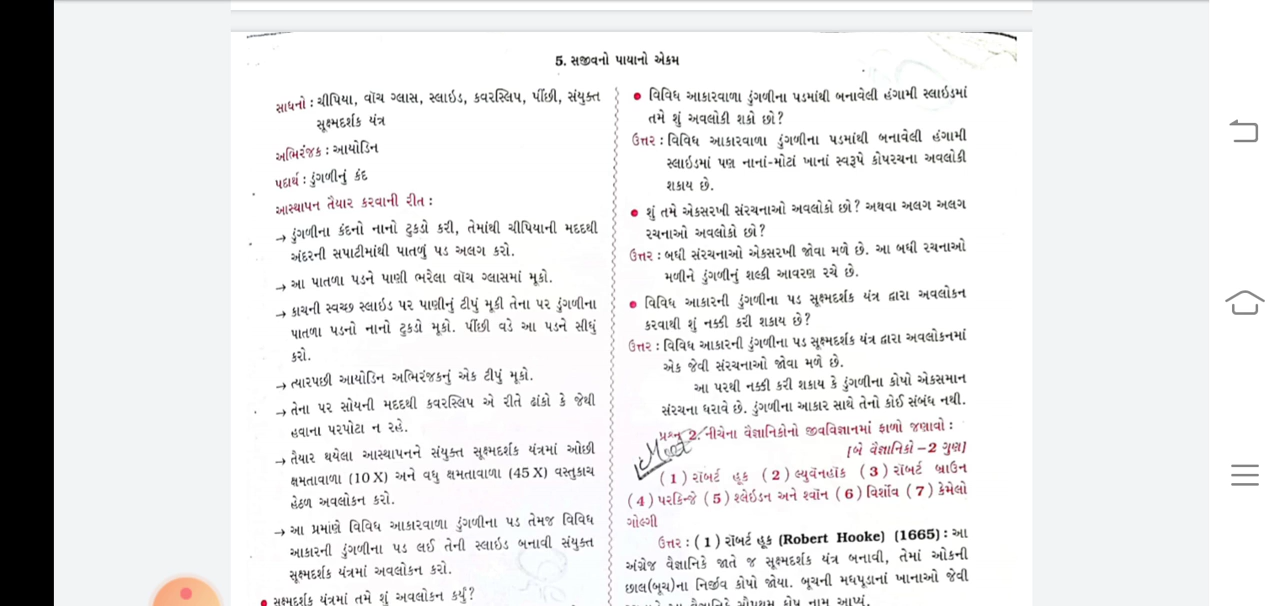 5. સજીવનો પાયાનો એકમ
સાધનો : ચીપિયા, વૉચ ગ્લાસ, સ્લાઇડ, કવરસ્લિપ, પીંછી, સંયુક્ત
સૂક્ષ્મદર્શક યંત્ર
અભિરંજક : આયોડિન
પદાર્થ : ડુંગળીનું કંદ
આસ્થાપન તૈયાર કરવાની રીત :
→ ડુંગળીના કંદનો નાનો ટુકડો કરી, તેમાંથી ચીપિયાની મદદથી
અંદરની સપાટીમાંથી પાતળું પડ અલગ કરો.
→ આ પાતળા પડને પાણી ભરેલા વૉચ ગ્લાસમાં મૂકો.
→ કાચની સ્વચ્છ સ્લાઇડ પર પાણીનું ટીપું મૂકી તેના પર ડુંગળીના
પાતળા પડનો નાનો ટુકડો મૂકો. પીંછી વડે આ પડને સીધું
કરો.
→ ત્યારપછી આયોડિન અભિરંજકનું એક ટીપું મૂકો.
→ તેના પર સોયની મદદથી કવરસ્લિપ એ રીતે ઢાંકો કે જેથી
હવાના પરપોટા ન રહે.
→ તૈયાર થયેલા આસ્થાપનને સંયુક્ત સૂક્ષ્મદર્શક યંત્રમાં ઓછી
ક્ષમતાવાળા (10 X) અને વધુ ક્ષમતાવાળા (45 X) વસ્તુકાચ
હેઠળ અવલોકન કરો.
→ આ પ્રમાણે વિવિધ આકારવાળા ડુંગળીના પડ તેમજ વિવિધ
આકારની ડુંગળીના પડ લઈ તેની સ્લાઇડ બનાવી સંયુક્ત
સૂક્ષ્મદર્શક યંત્રમાં અવલોકન કરો.
● સૂક્ષ્મદર્શક યંત્રમાં તમે શું અવલોકન કર્યું?
● વિવિધ આકારવાળા ડુંગળીના પડમાંથી બનાવેલી હંગામી સ્લાઇડમાં
તમે શું અવલોકી શકો છો?
ઉત્તર : વિવિધ આકારવાળા ડુંગળીના પડમાંથી બનાવેલી હંગામી
સ્લાઇડમાં પણ નાનાં-મોટાં ખાનાં સ્વરૂપે કોષરચના અવલોકી
શકાય છે.
● શું તમે એકસરખી સંરચનાઓ અવલોકો છો? અથવા અલગ અલગ
રચનાઓ અવલોકો છો?
ઉત્તર : બધી સંરચનાઓ એકસરખી જોવા મળે છે. આ બધી રચનાઓ
મળીને ડુંગળીનું શલ્કી આવરણ રચે છે.
● વિવિધ આકારની ડુંગળીના પડ સૂક્ષ્મદર્શક યંત્ર દ્વારા અવલોકન
કરવાથી શું નક્કી કરી શકાય છે?
ઉત્તર : વિવિધ આકારની ડુંગળીના પડ સૂક્ષ્મદર્શક યંત્ર દ્વારા અવલોકનમાં
એક જેવી સંરચનાઓ જોવા મળે છે.
આ પરથી નક્કી કરી શકાય કે ડુંગળીના કોષો એકસમાન
સંરચના ધરાવે છે. ડુંગળીના આકાર સાથે તેનો કોઈ સંબંધ નથી.
પ્રશ્ન 2. નીચેના વૈજ્ઞાનિકોનો જીવવિજ્ઞાનમાં ફાળો જણાવો :
[બે વૈજ્ઞાનિકો – 2 ગુણ]
(1) રૉબર્ટ હૂક (2) લ્યુવેનહૉક (3) રૉબર્ટ બ્રાઉન
(4) પરકિન્જે (5) શ્લેઇડન અને શ્વૉન (6) વિર્શોવ (7) કેમેલો
ગોલ્ગી
ઉત્તર : (1) રૉબર્ટ હૂક (Robert Hooke) (1665) : આ
અંગ્રેજ વૈજ્ઞાનિકે જાતે જ સૂક્ષ્મદર્શક યંત્ર બનાવી, તેમાં ઓકની
છાલ(બૂચ)ના નિર્જીવ કોષો જોયા. બૂચની મધપૂડાનાં ખાનાઓ જેવી
વૈજ્ઞાનિકે સૌપ્રથમ કોષ નામ આપ્યું.